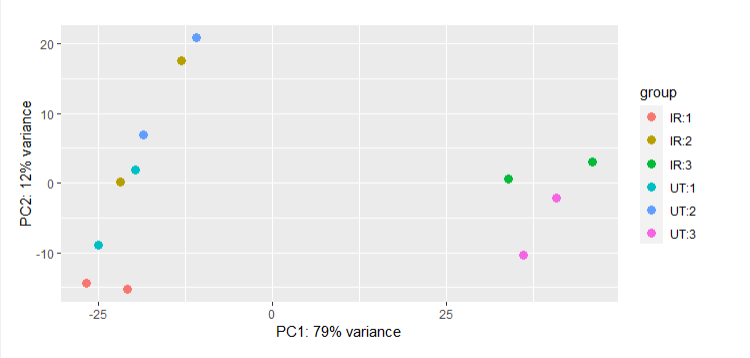 20
10
0
-10
PC2: 12% variance
-25
0
25
PC1: 79% variance
group
IR:1
IR:2
IR:3
UT:1
UT:2
UT:3